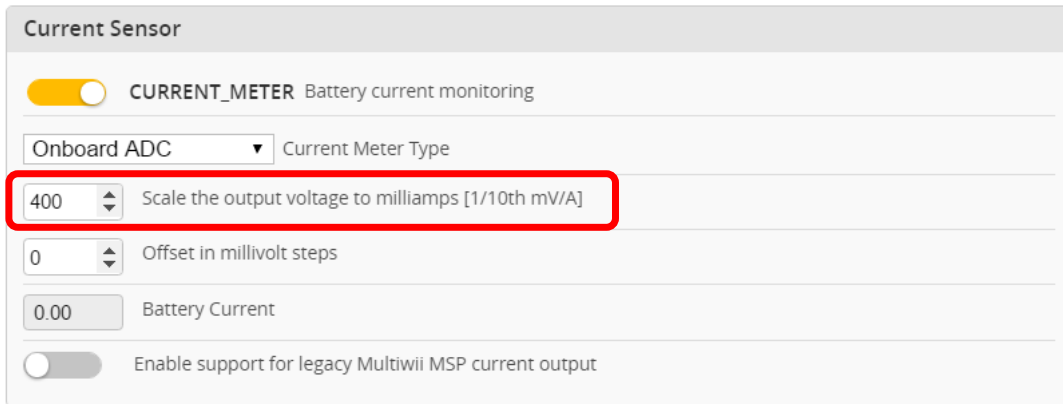 Current Sensor
CURRENT_METER Battery current monitoring
Onboard ADC Current Meter Type
400 Scale the output voltage to milliamps [1/10th mV/A]
0 Offset in millivolt steps
0.00 Battery Current
Enable support for legacy Multiwii MSP current output